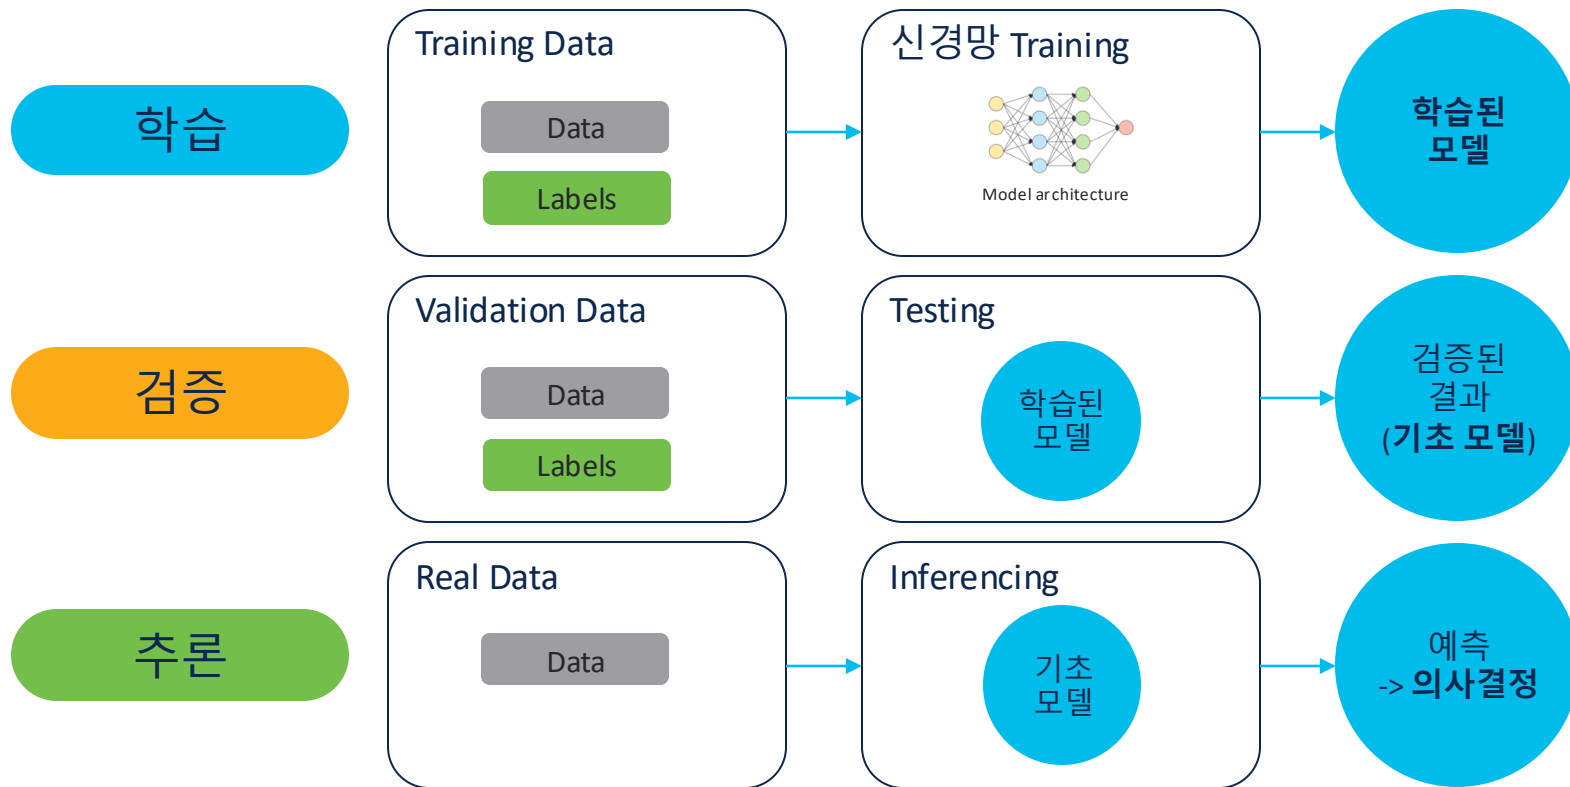 학습
Training Data
Data
Labels
신경망 Training
Model architecture
학습된
모델
검증
Validation Data
Data
Labels
Testing
학습된
모델
검증된
결과
(기초 모델)
추론
Real Data
Data
Inferencing
기초
모델
예측
-> 의사결정